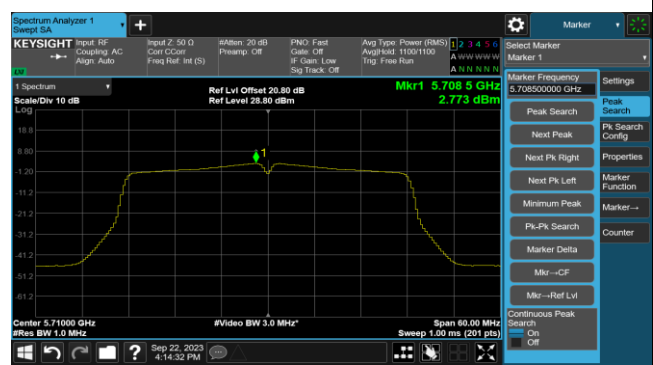 Spectrum Analyzer 1
Swept SA
Marker
KEYSIGHT
Input: RF
Coupling: AC
Align: Auto
Input Z: 50 Ω
Corr CCorr
Freq Ref: Int (S)
#Atten: 20 dB
Preamp: Off
PNO: Fast
Gate: Off
IF Gain: Low
Sig Track: Off
Avg Type: Power (RMS)
Avg|Hold: 1100/1100
Trig: Free Run
1 2 3 4 5 6
A W W W W W
A N N N N N
Select Marker
Marker 1
1 Spectrum
Scale/Div 10 dB
Log
Ref Lvl Offset 20.80 dB
Ref Level 28.80 dBm
Mkr1 5.708 5 GHz
2.773 dBm
18.8
8.80
-1.20
-11.2
-21.2
-31.2
-41.2
-51.2
-61.2
1
Center 5.71000 GHz
#Res BW 1.0 MHz
#Video BW 3.0 MHz*
Span 60.00 MHz
Sweep 1.00 ms (201 pts)
Marker Frequency
5.708500000 GHz
Peak Search
Next Peak
Next Pk Right
Next Pk Left
Minimum Peak
Pk-Pk Search
Marker Delta
Mkr→CF
Mkr→Ref Lvl
Continuous Peak
Search
On
Off
Settings
Peak
Search
Pk Search
Config
Properties
Marker
Function
Marker→
Counter
Sep 22, 2023
4:14:32 PM